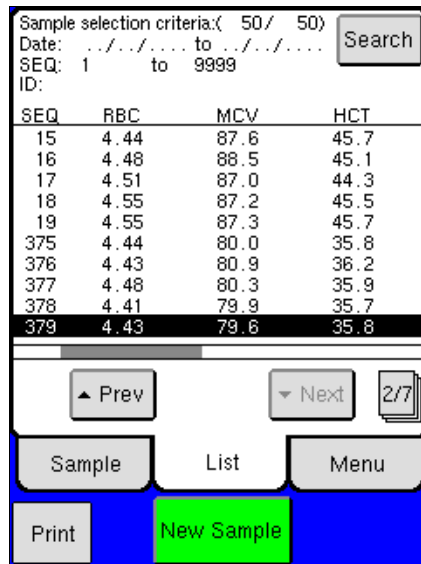 Sample selection criteria:( 50/ 50)
Date: ../../.... to ../../....
Search
SEQ: 1 to 9999
ID:
SEQ RBC MCV HCT
15 4.44 87.6 45.7
16 4.48 88.5 45.1
17 4.51 87.0 44.3
18 4.55 87.2 45.5
19 4.55 87.3 45.7
375 4.44 80.0 35.8
376 4.43 80.9 36.2
377 4.48 80.3 35.9
378 4.41 79.9 35.7
379 4.43 79.6 35.8
Prev Next 2/7
Sample List Menu
Print New Sample